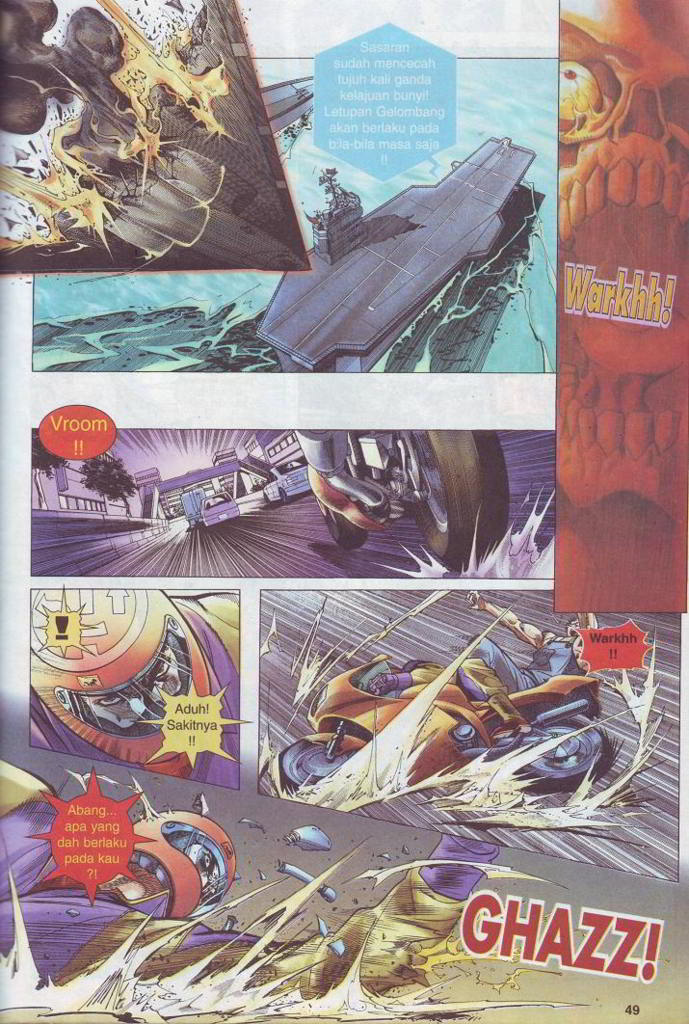 Sasaran
sudah mencecah
tujuh kali ganda
kelajuan bunyi!
Letupan Gelombang
akan berlaku pada
bila-bila masa saja
!!
Warkhh!
Vroom
!!
!
Aduh!
Sakitnya
!!
Warkhh
!!
Abang...
apa yang
dah berlaku
pada kau
?!
GHAZZ!
49